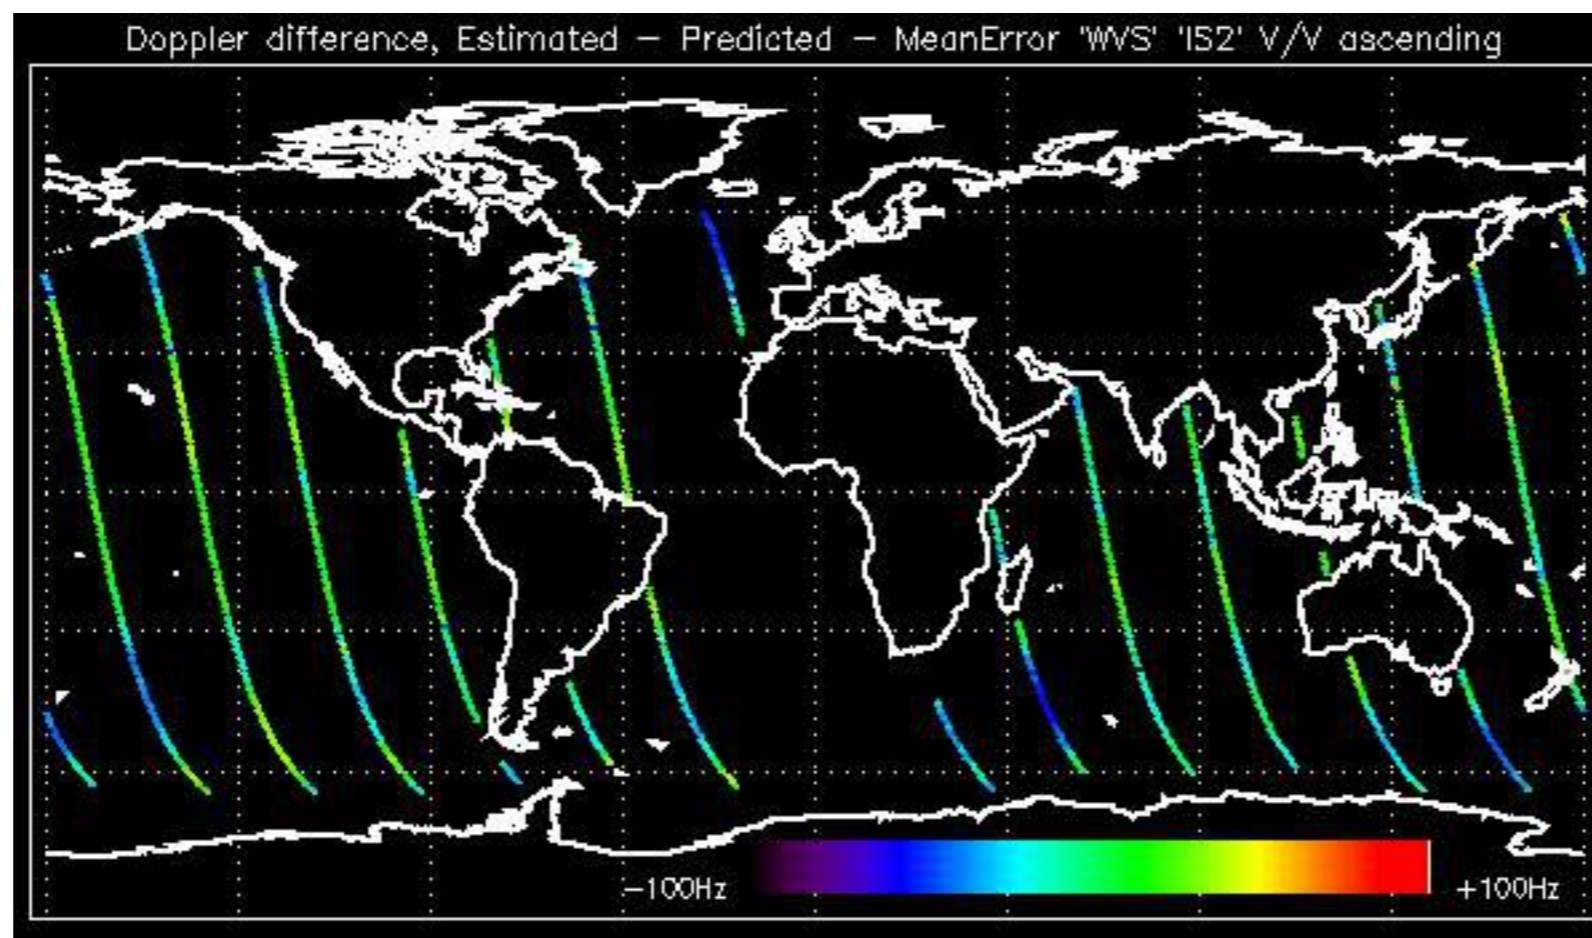 Doppler difference, Estimated – Predicted – MeanError 'WVS' 'IS2' V/V ascending
–100Hz
+100Hz